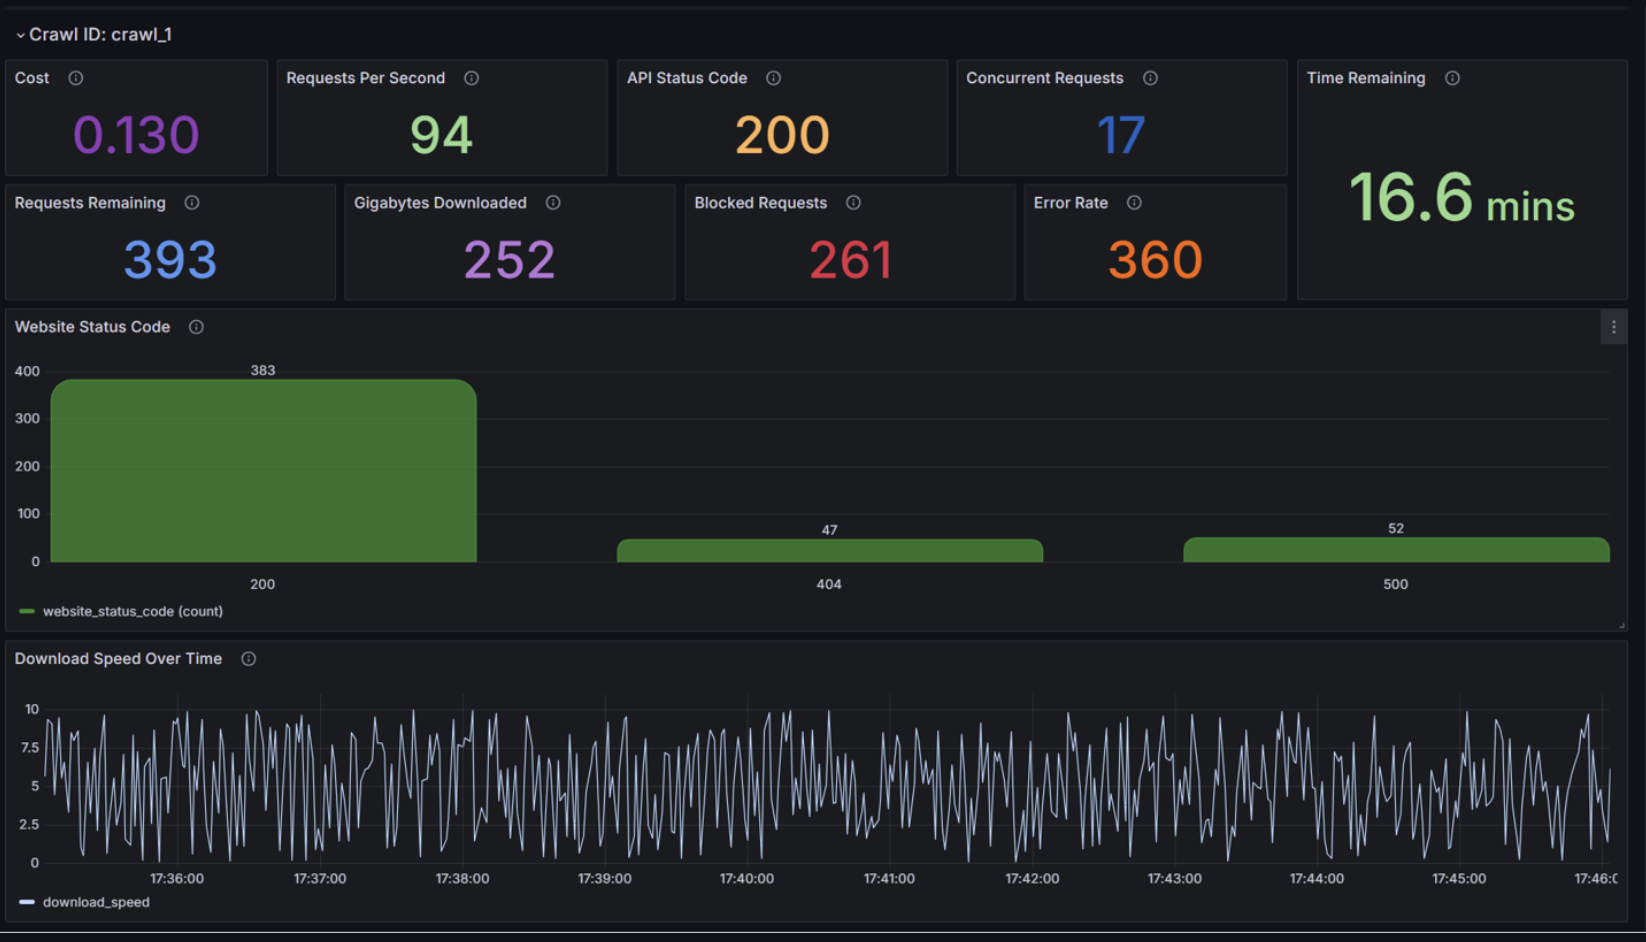 Crawl ID: crawl_1
Cost
Requests Per Second
API Status Code
Concurrent Requests
Time Remaining
0.130
94
200
17
16.6 mins
Requests Remaining
Gigabytes Downloaded
Blocked Requests
Error Rate
393
252
261
360
Website Status Code
400
300
200
100
0
383
47
52
200
404
500
website_status_code (count)
Download Speed Over Time
10
7.5
5
2.5
0
17:36:00
17:37:00
17:38:00
17:39:00
17:40:00
17:41:00
17:42:00
17:43:00
17:44:00
17:45:00
17:46:0
download_speed